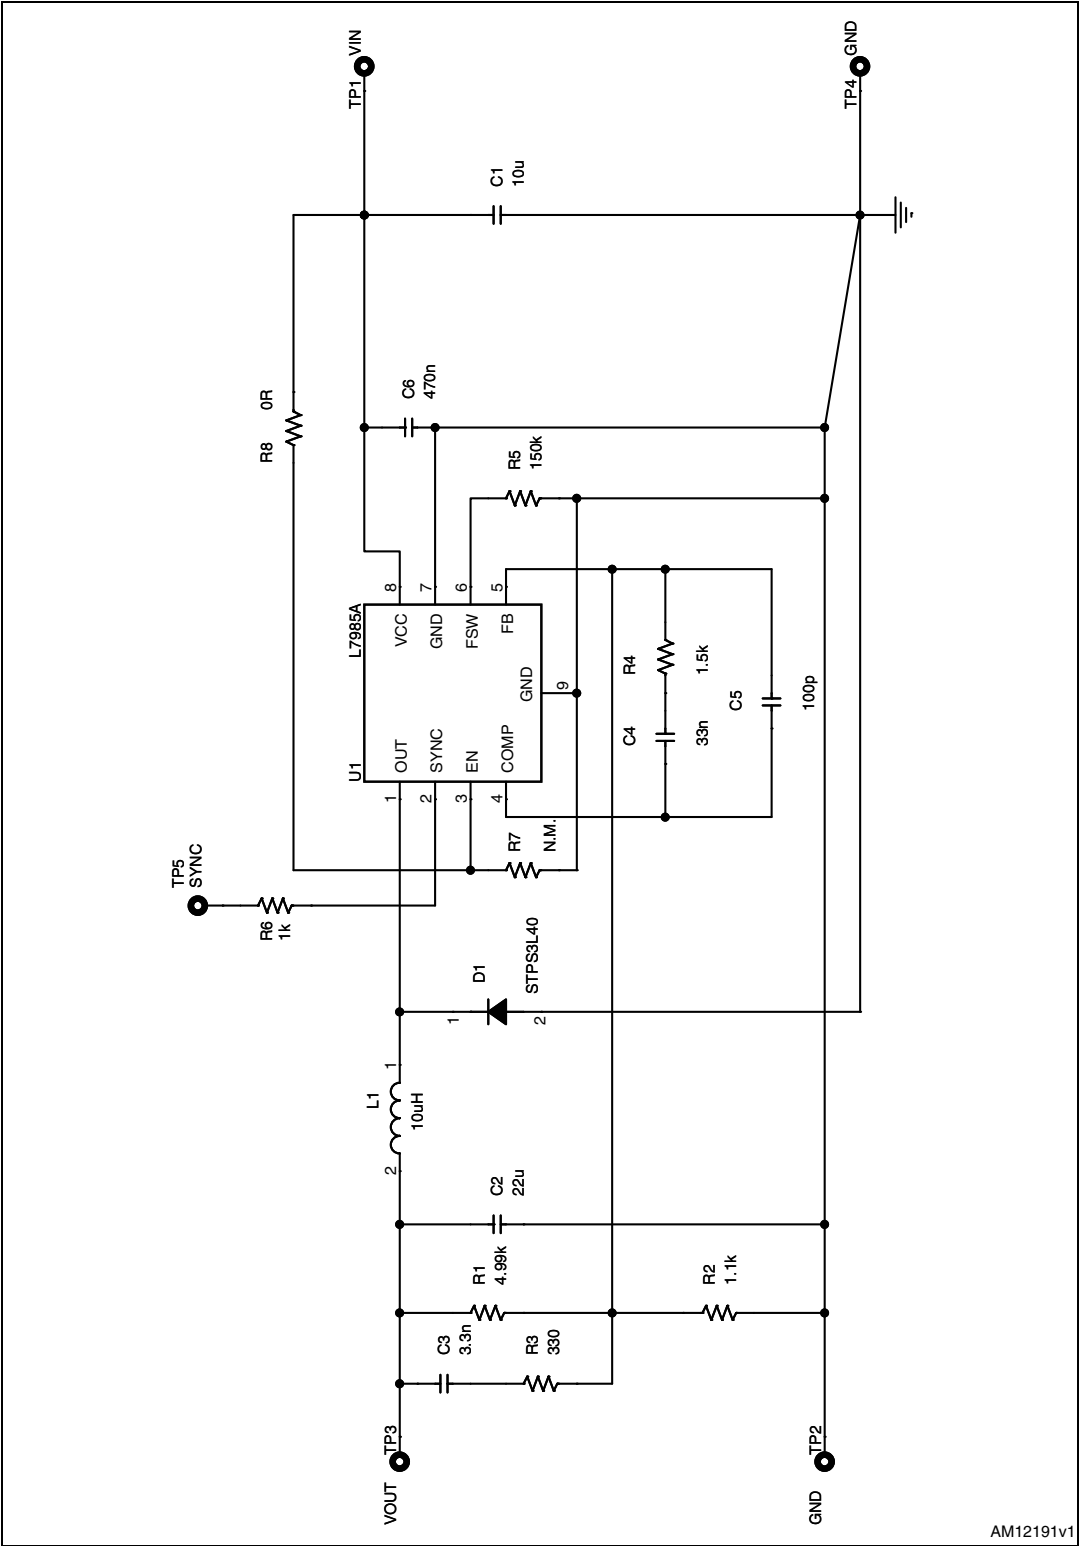 VIN
TP1
GND
TP4
C1
10u
R8
0R
C6
470n
R5
150k
U1
L7985A
8
VCC
7
GND
6
FSW
5
FB
GND
9
OUT
1
SYNC
2
EN
3
COMP
4
R4
1.5k
C4
33n
C5
100p
R7
N.M.
TP5
SYNC
R6
1k
D1
STPS3L40
1
2
L1
10uH
1
2
C2
22u
R1
4.99k
R2
1.1k
C3
3.3n
R3
330
TP3
VOUT
TP2
GND
AM12191v1